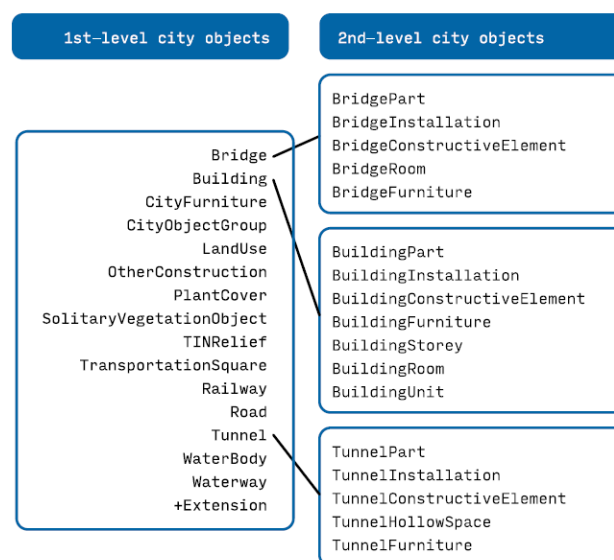 1st-level city objects
2nd-level city objects
Bridge
Building
CityFurniture
CityObjectGroup
LandUse
OtherConstruction
PlantCover
SolitaryVegetationObject
TINRelief
TransportationSquare
Railway
Road
Tunnel
WaterBody
Waterway
+Extension
BridgePart
BridgeInstallation
BridgeConstructiveElement
BridgeRoom
BridgeFurniture
BuildingPart
BuildingInstallation
BuildingConstructiveElement
BuildingFurniture
BuildingStorey
BuildingRoom
BuildingUnit
TunnelPart
TunnelInstallation
TunnelConstructiveElement
TunnelHollowSpace
TunnelFurniture